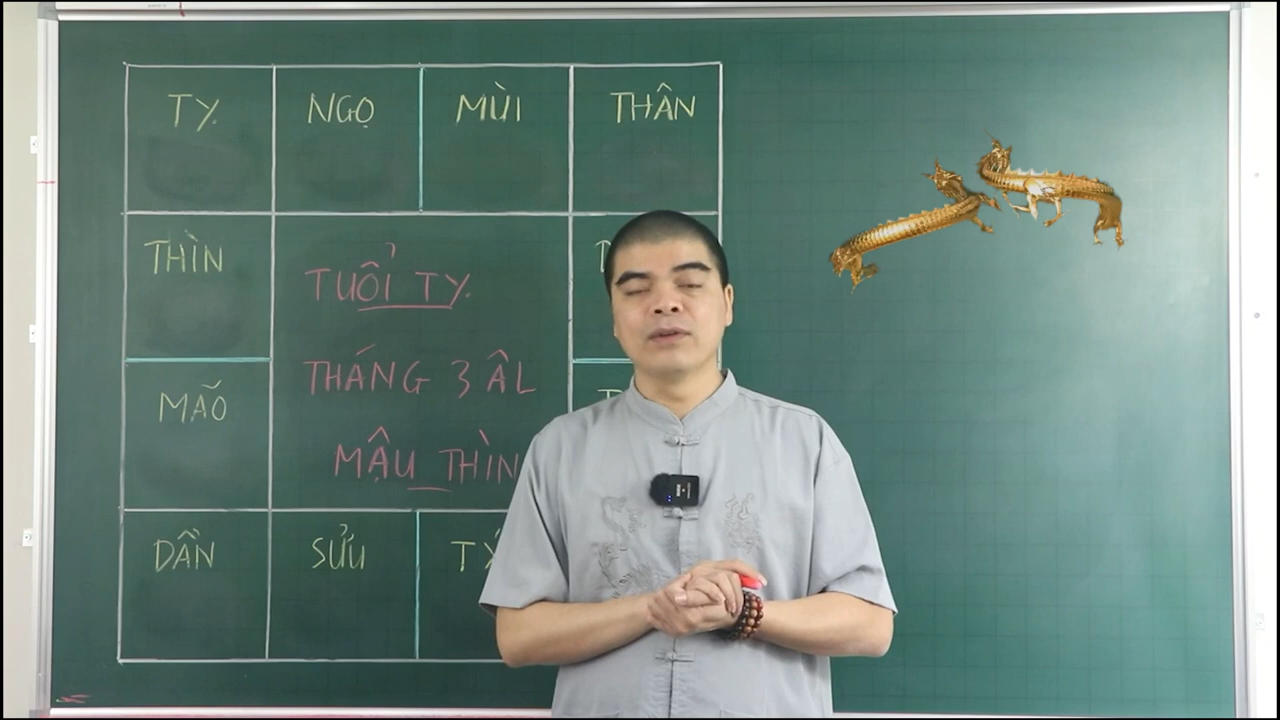 TỴ NGỌ MÙI THÂN
THÌN
TUỔI TỴ
THÁNG 3 ÂL
MÃO
MẬU THÌN
DẦN SỬU